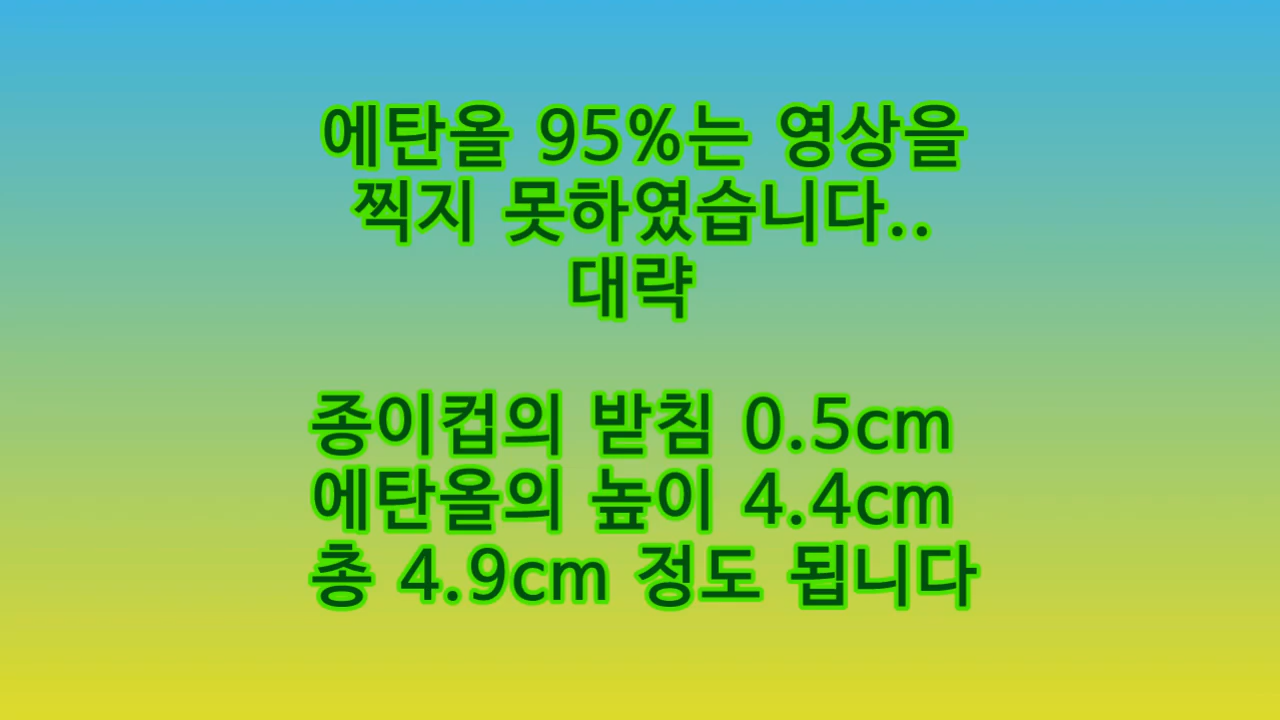 에탄올 95%는 영상을
찍지 못하였습니다..
대략
종이컵의 받침 0.5cm
에탄올의 높이 4.4cm
총 4.9cm 정도 됩니다